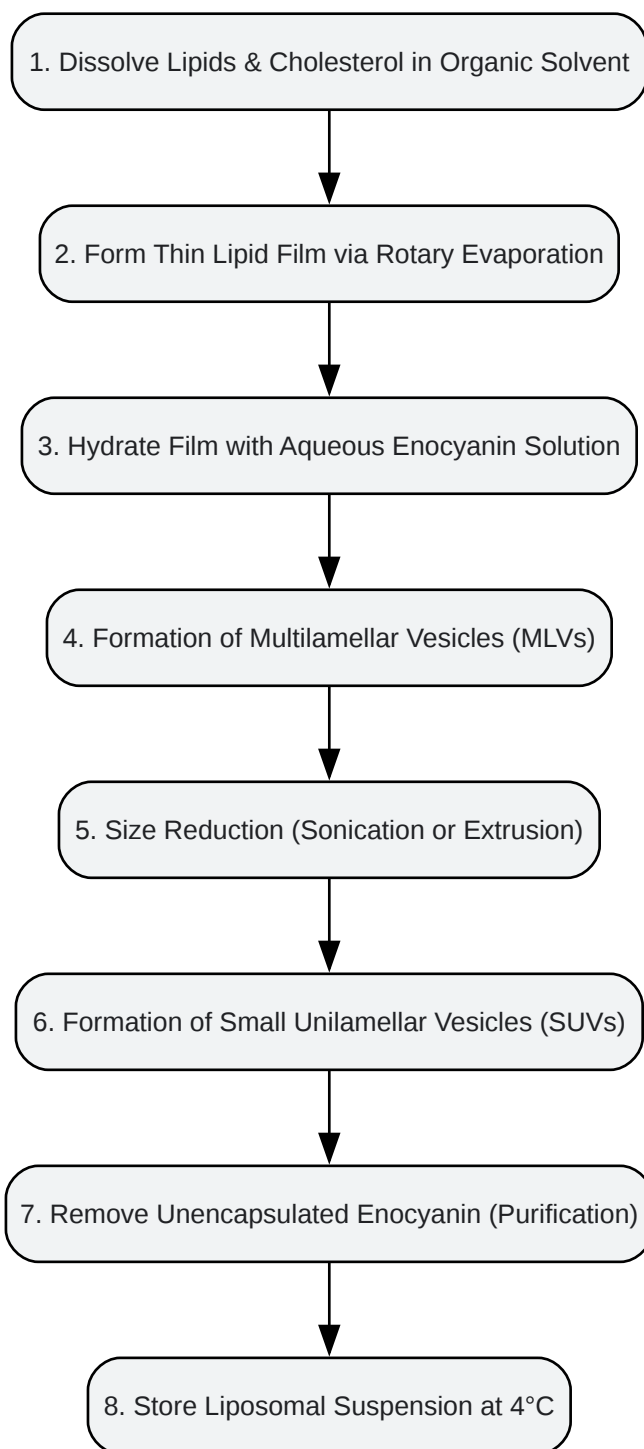 1. Dissolve Lipids & Cholesterol in Organic Solvent
2. Form Thin Lipid Film via Rotary Evaporation
3. Hydrate Film with Aqueous Enocyanin Solution
4. Formation of Multilamellar Vesicles (MLVs)
5. Size Reduction (Sonication or Extrusion)
6. Formation of Small Unilamellar Vesicles (SUVs)
7. Remove Unencapsulated Enocyanin (Purification)
8. Store Liposomal Suspension at 4°C